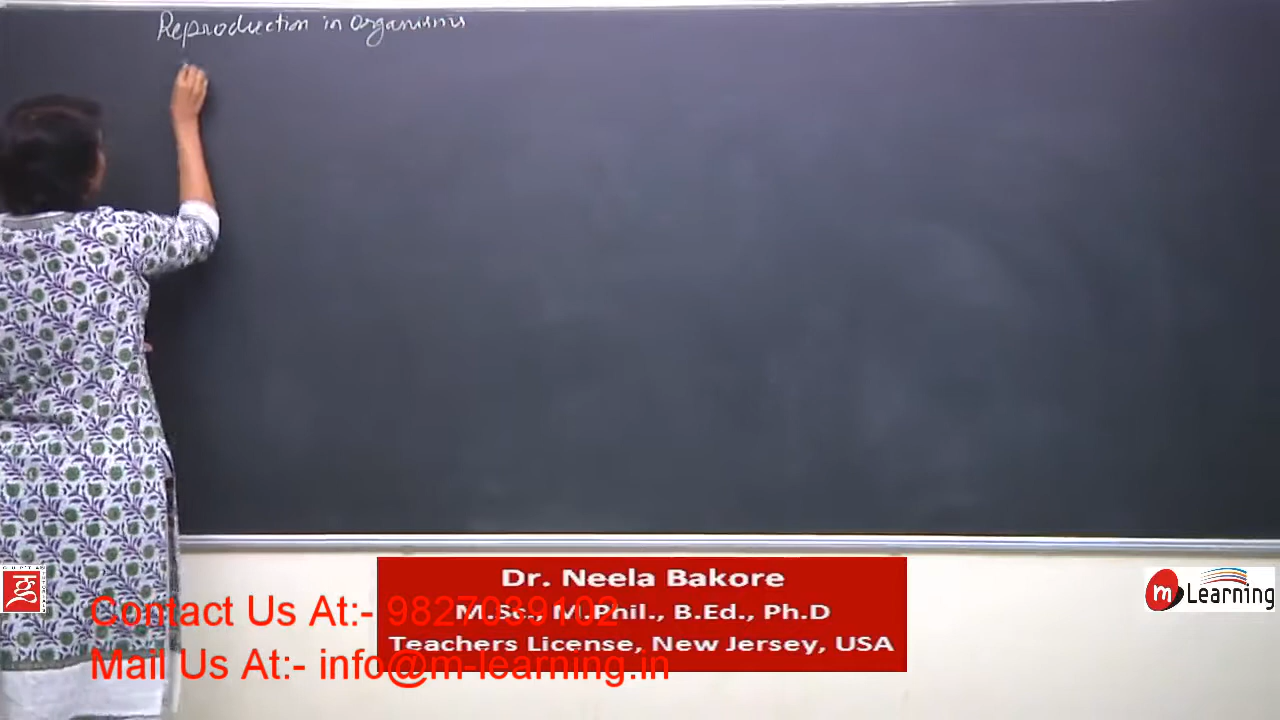 Reproduction in organisms
Dr. Neela Bakore
M.Sc., M.Phil., B.Ed., Ph.D
Teachers License, New Jersey, USA
Contact Us At:- 9827039102
Mail Us At:- info@m-learning.in
m Learning